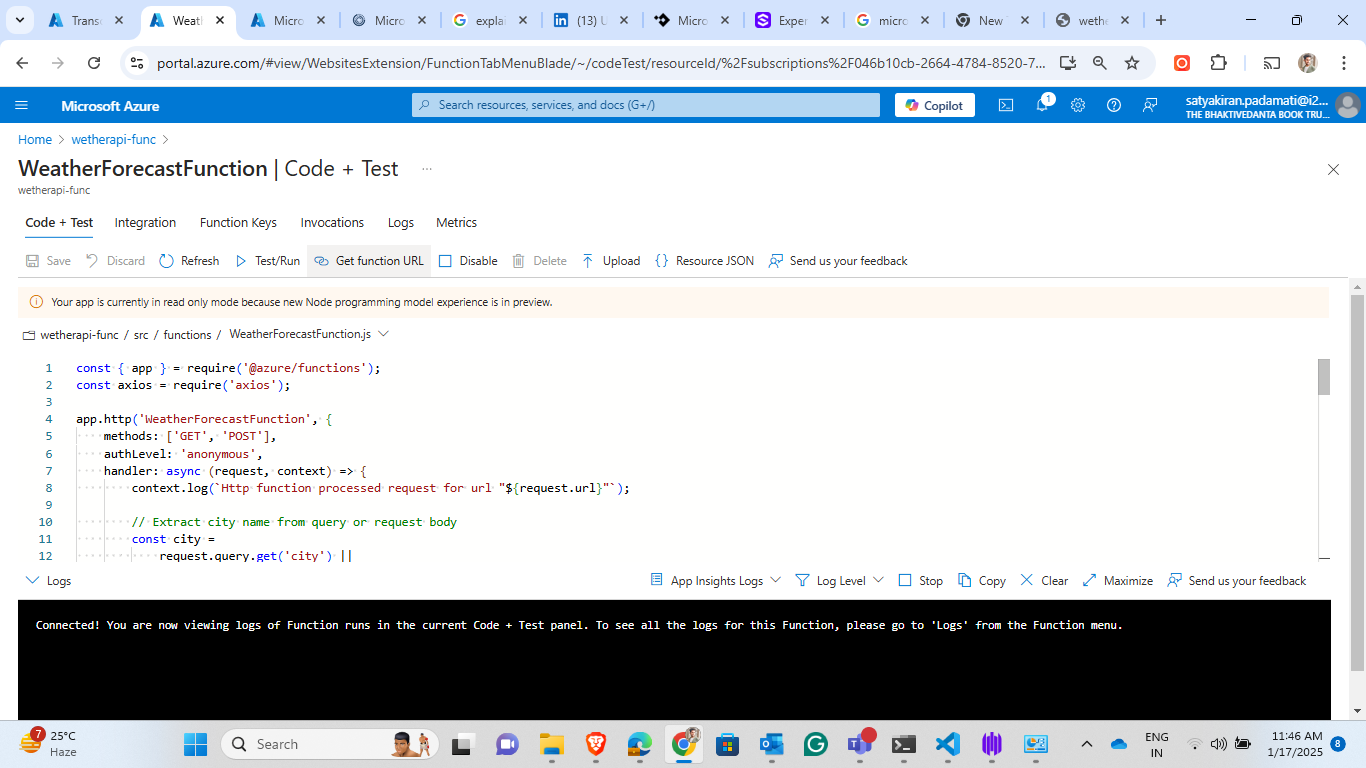 Transc
Weath
Micro
Micro
explai
(13) U
Micro
Exper
micro
New
wethe
portal.azure.com/#view/WebsitesExtension/FunctionTabMenuBlade/~/codeTest/resourceId/%2Fsubscriptions%2F046b10cb-2664-4784-8520-7...
Microsoft Azure
Search resources, services, and docs (G+/)
Copilot
1
satyakiran.padamati@i2...
THE BHAKTIVEDANTA BOOK TRU...
Home > wetherapi-func >
WeatherForecastFunction | Code + Test ...
wetherapi-func
Code + Test Integration Function Keys Invocations Logs Metrics
Save Discard Refresh Test/Run Get function URL Disable Delete Upload Resource JSON Send us your feedback
Your app is currently in read only mode because new Node programming model experience is in preview.
wetherapi-func / src / functions / WeatherForecastFunction.js
1 const { app } = require('@azure/functions');
2 const axios = require('axios');
3
4 app.http('WeatherForecastFunction', {
5 methods: ['GET', 'POST'],
6 authLevel: 'anonymous',
7 handler: async (request, context) => {
8 context.log(`Http function processed request for url "${request.url}"`);
9
10 // Extract city name from query or request body
11 const city =
12 request.query.get('city') ||
Logs App Insights Logs Log Level Stop Copy Clear Maximize Send us your feedback
Connected! You are now viewing logs of Function runs in the current Code + Test panel. To see all the logs for this Function, please go to 'Logs' from the Function menu.
7
25°C
Haze
Search
ENG
IN
11:46 AM
1/17/2025
8